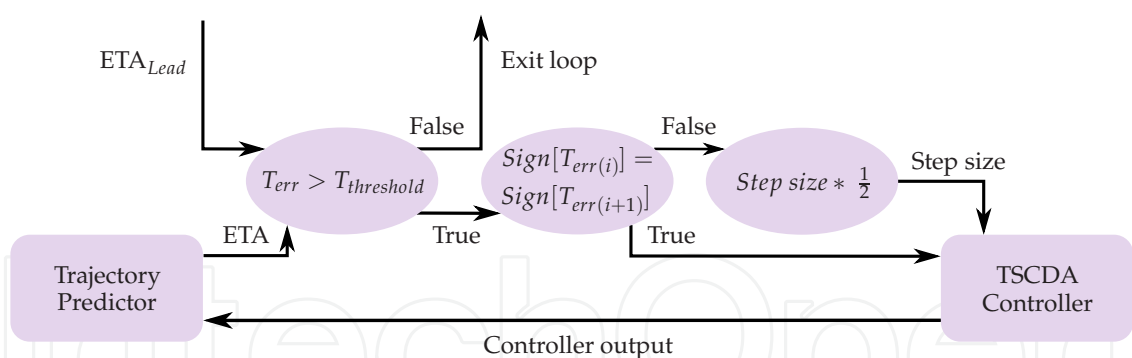 ETA_Lead
Exit loop
False
False
T_err > T_threshold
Sign[T_err(i)] =
Sign[T_err(i+1)]
Step size * 1/2
Step size
ETA
True
True
Trajectory
Predictor
TSCDA
Controller
Controller output